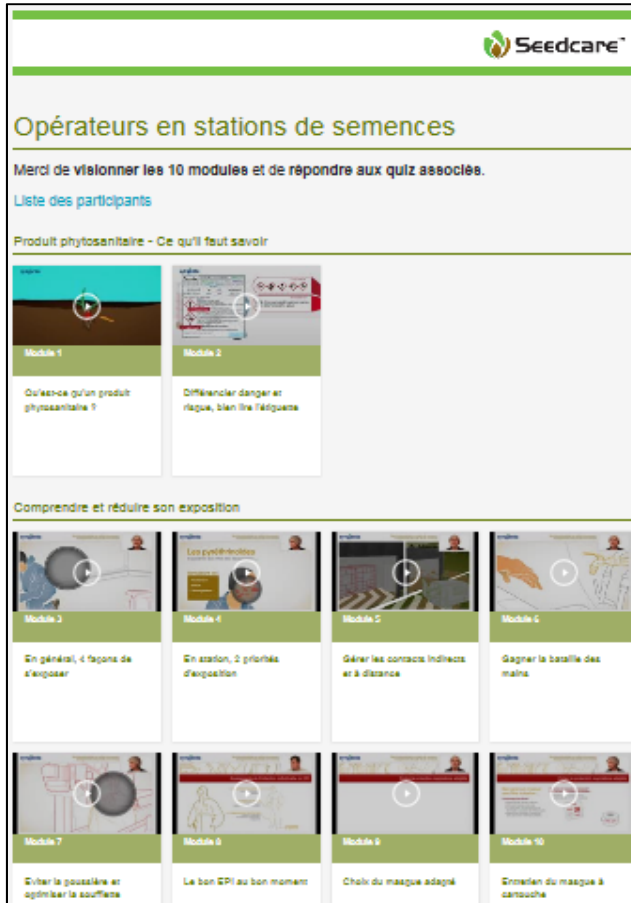 Seedcare™
Opérateurs en stations de semences
Merci de visionner les 10 modules et de répondre aux quiz associés.
Liste des participants
Produit phytosanitaire - Ce qu'il faut savoir
Module 1
Module 2
Qu'est-ce qu'un produit
phytosanitaire ?
Différencier danger et
risque, bien lire l'étiquette
Comprendre et réduire son exposition
Les pyréthrinoïdes
Module 3
Module 4
Module 5
Module 6
En général, 4 façons de
s'exposer
En station, 2 priorités
d'exposition
Gérer les contacts indirects
et à distance
Gagner la bataille des
mains
Module 7
Module 8
Module 9
Module 10
Eviter la poussière et
optimiser la soufflette
Le bon EPI au bon moment
Choix du masque adapté
Entretien du masque à
cartouche